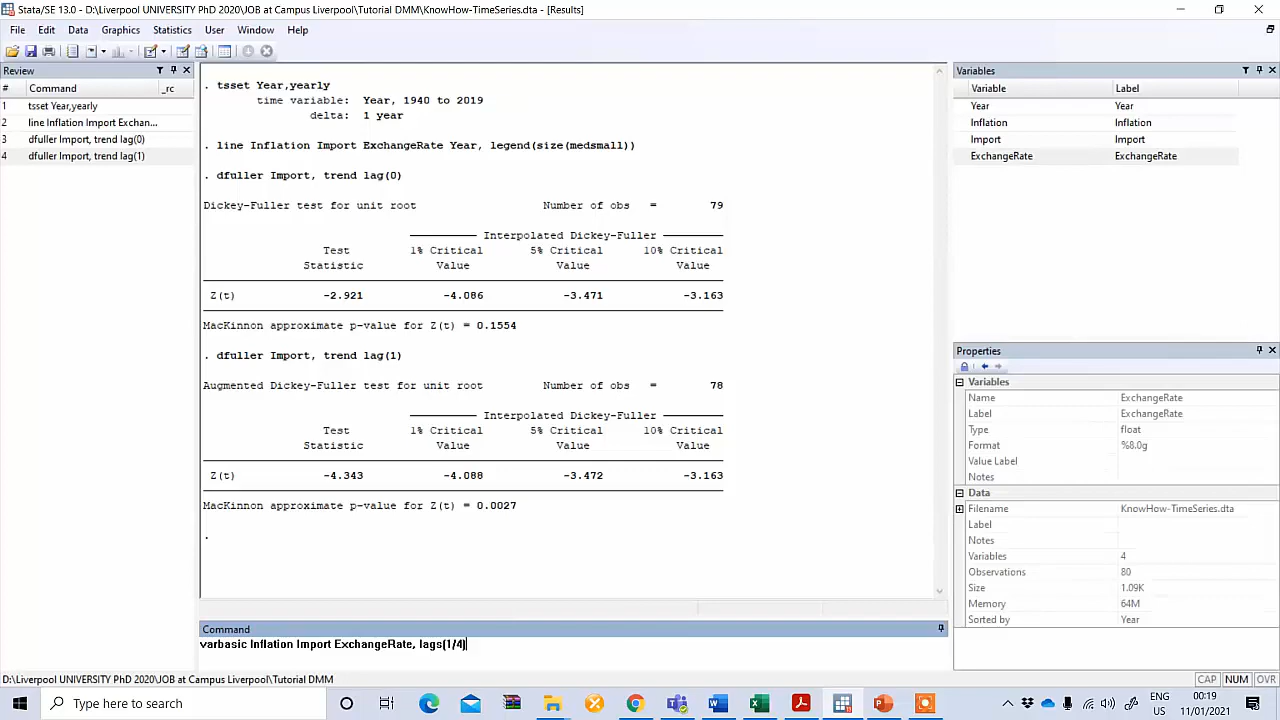 Stata/SE 13.0 - D:\Liverpool UNIVERSITY PhD 2020\JOB at Campus Liverpool\Tutorial DMM\KnowHow-TimeSeries.dta - [Results]
File Edit Data Graphics Statistics User Window Help
Review
# Command _rc
1 tsset Year,yearly
2 line Inflation Import Exchan...
3 dfuller Import, trend lag(0)
4 dfuller Import, trend lag(1)
. tsset Year,yearly
time variable: Year, 1940 to 2019
delta: 1 year
. line Inflation Import ExchangeRate Year, legend(size(medsmall))
. dfuller Import, trend lag(0)
Dickey-Fuller test for unit root Number of obs = 79
Interpolated Dickey-Fuller
Test 1% Critical 5% Critical 10% Critical
Statistic Value Value Value
Z(t) -2.921 -4.086 -3.471 -3.163
MacKinnon approximate p-value for Z(t) = 0.1554
. dfuller Import, trend lag(1)
Augmented Dickey-Fuller test for unit root Number of obs = 78
Interpolated Dickey-Fuller
Test 1% Critical 5% Critical 10% Critical
Statistic Value Value Value
Z(t) -4.343 -4.088 -3.472 -3.163
MacKinnon approximate p-value for Z(t) = 0.0027
.
Command
varbasic Inflation Import ExchangeRate, lags(1/4)
Variables
Variable Label
Year Year
Inflation Inflation
Import Import
ExchangeRate ExchangeRate
Properties
Variables
Name ExchangeRate
Label ExchangeRate
Type float
Format %8.0g
Value Label
Notes
Data
Filename KnowHow-TimeSeries.dta
Label
Notes
Variables 4
Observations 80
Size 1.09K
Memory 64M
Sorted by Year
D:\Liverpool UNIVERSITY PhD 2020\JOB at Campus Liverpool\Tutorial DMM
CAP NUM OVR
Type here to search
ENG
US
00:19
11/01/2021